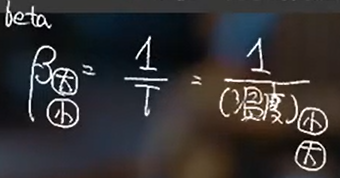 beta
β大小 = 1/T = 1/(温度)小大